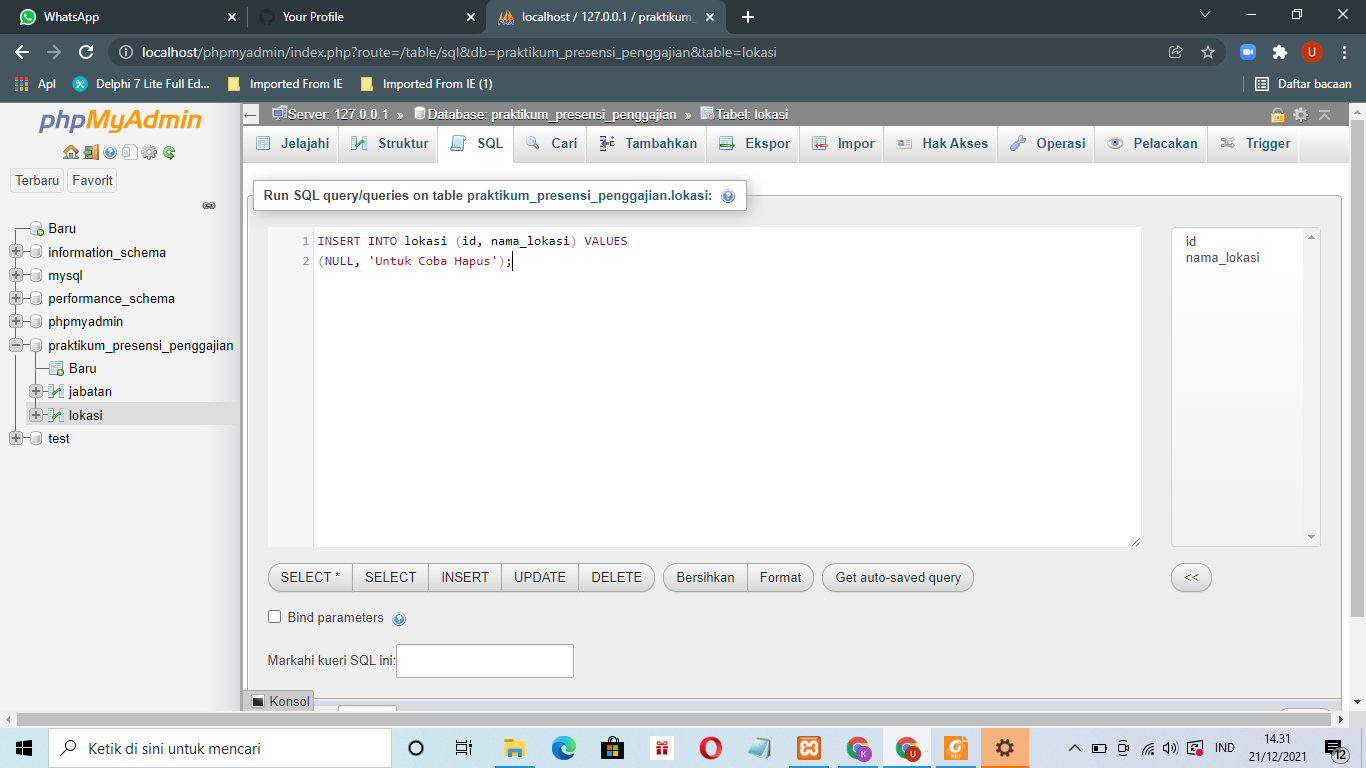 WhatsApp
Your Profile
localhost / 127.0.0.1 / praktikum_
localhost/phpmyadmin/index.php?route=/table/sql&db=praktikum_presensi_penggajian&table=lokasi
U
Apl
Delphi 7 Lite Full Ed...
Imported From IE
Imported From IE (1)
Daftar bacaan
phpMyAdmin
Terbaru
Favorit
Baru
information_schema
mysql
performance_schema
phpmyadmin
praktikum_presensi_penggajian
Baru
jabatan
lokasi
test
Server: 127.0.0.1 » Database: praktikum_presensi_penggajian » Tabel: lokasi
Jelajahi
Struktur
SQL
Cari
Tambahkan
Ekspor
Impor
Hak Akses
Operasi
Pelacakan
Trigger
Run SQL query/queries on table praktikum_presensi_penggajian.lokasi:
1 INSERT INTO lokasi (id, nama_lokasi) VALUES
2 (NULL, 'Untuk Coba Hapus');
id
nama_lokasi
SELECT *
SELECT
INSERT
UPDATE
DELETE
Bersihkan
Format
Get auto-saved query
<<
Bind parameters
Markahi kueri SQL ini:
Konsol
Ketik di sini untuk mencari
K
U
PDF
IND
14.31
21/12/2021
12